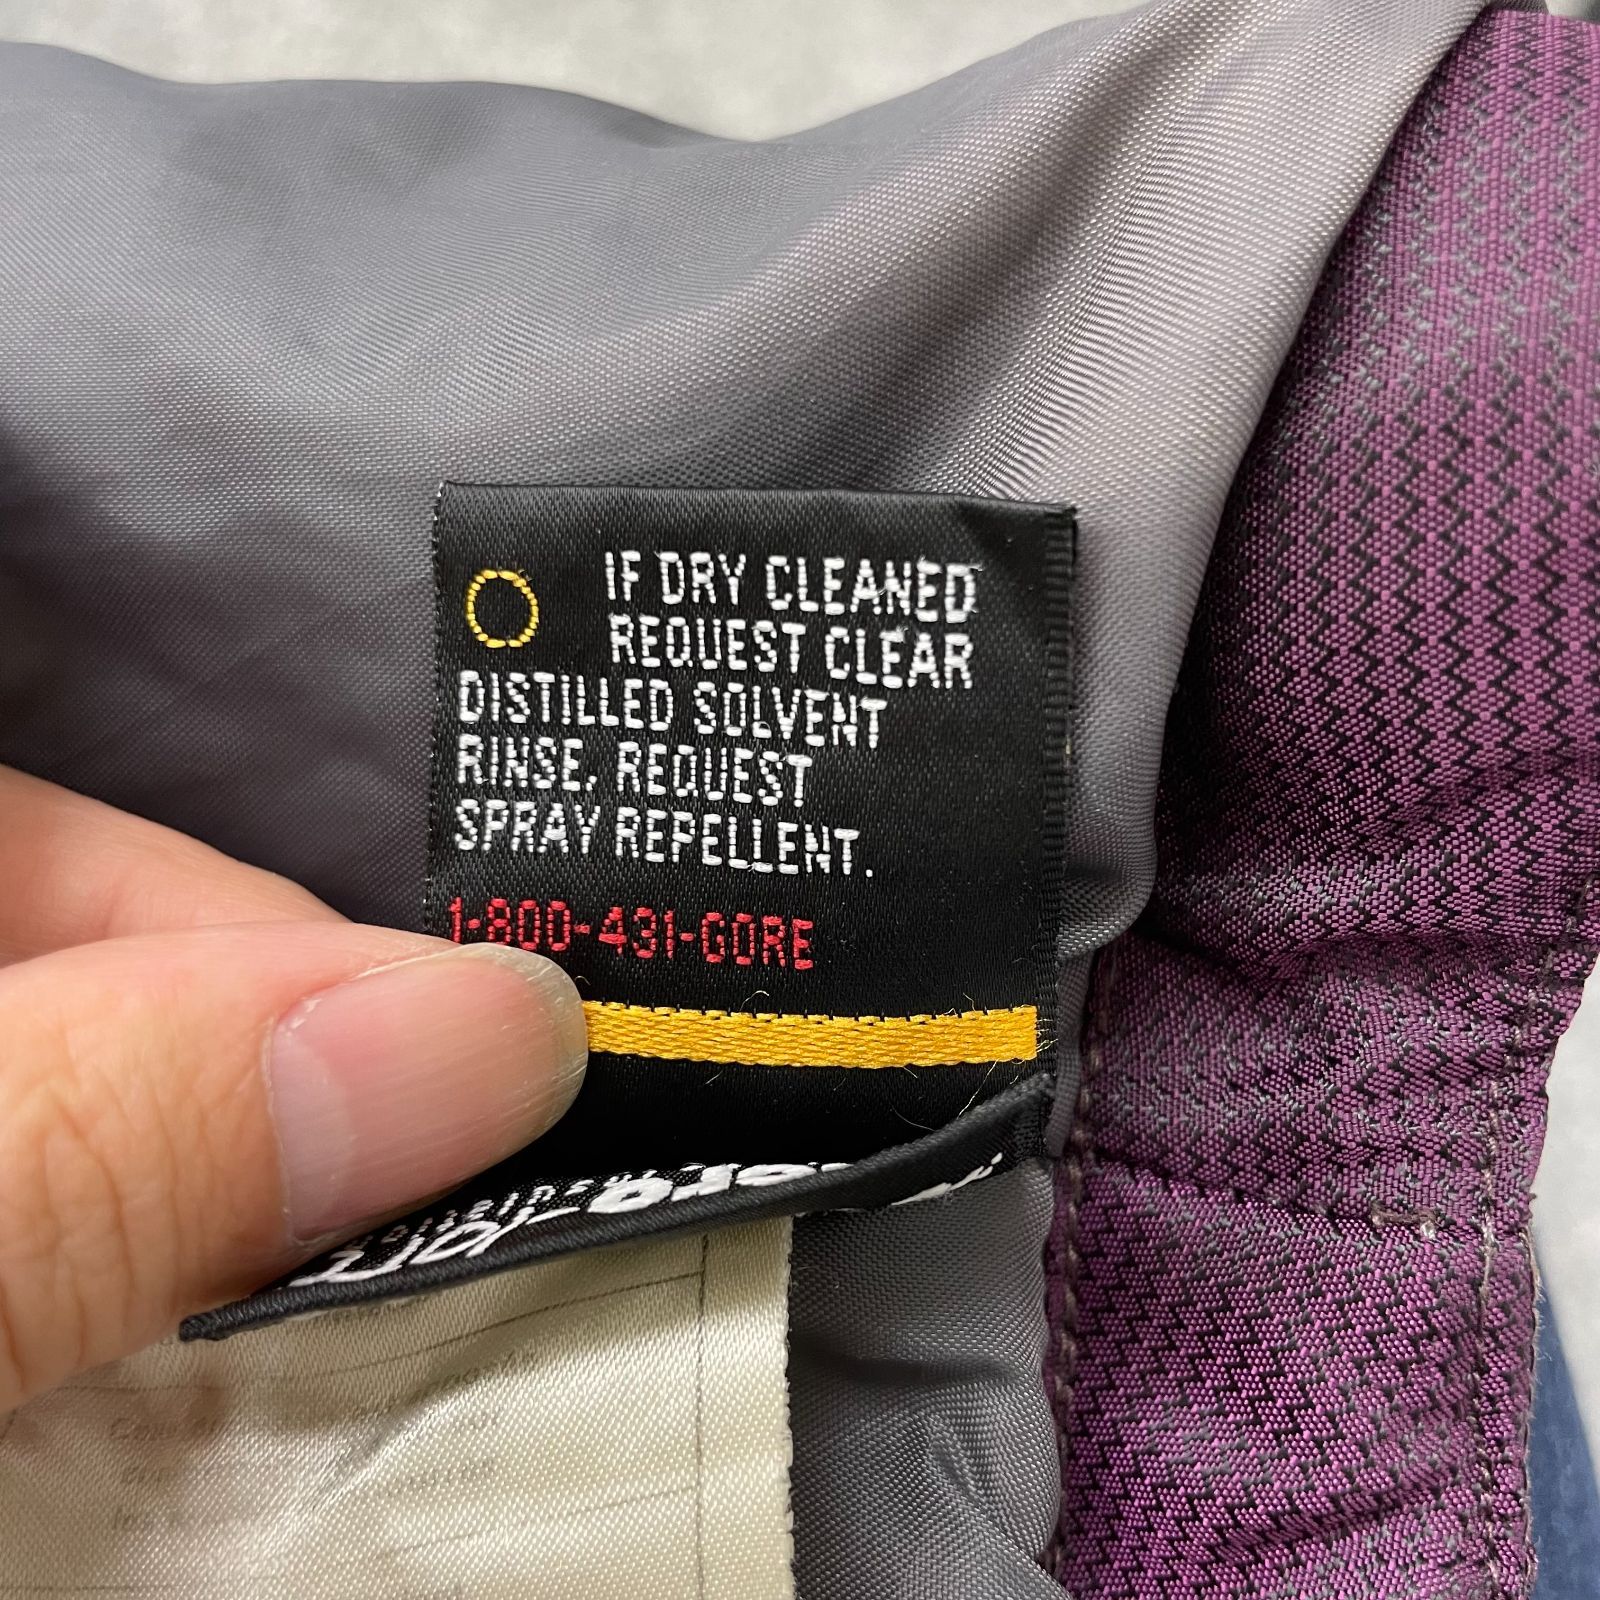 IF DRY CLEANED
REQUEST CLEAR
DISTILLED SOLVENT
RINSE, REQUEST
SPRAY REPELLENT.
1-800-431-GORE